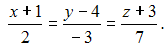 (x + 1)/2 = (y − 4)/−3 = (z + 3)/7.